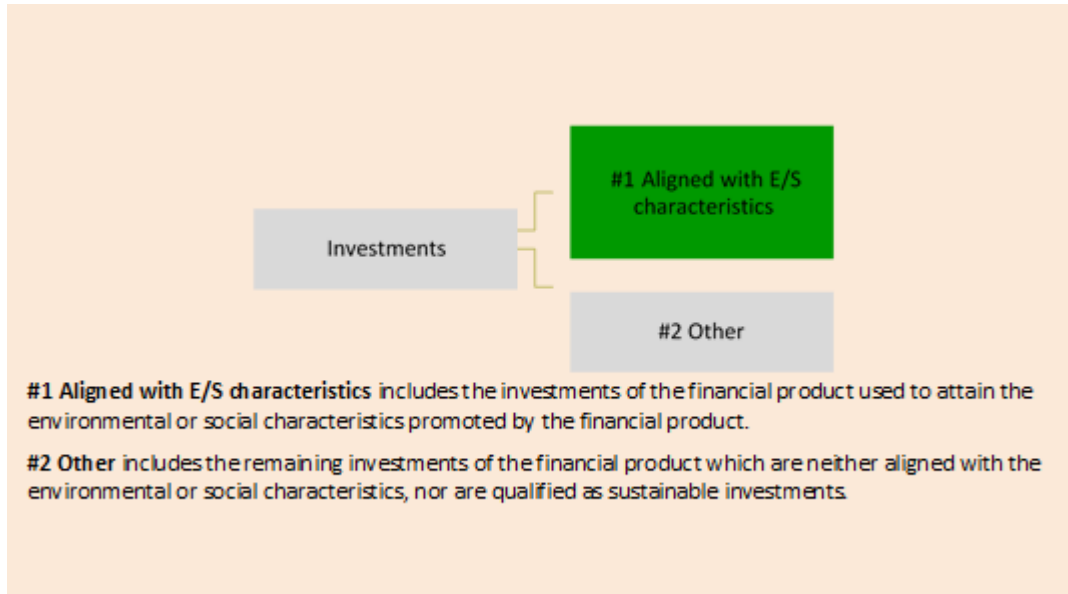 #1 Aligned with E/S
characteristics
Investments
#2 Other
#1 Aligned with E/S characteristics includes the investments of the financial product used to attain the
environmental or social characteristics promoted by the financial product.
#2 Other includes the remaining investments of the financial product which are neither aligned with the
environmental or social characteristics, nor are qualified as sustainable investments.